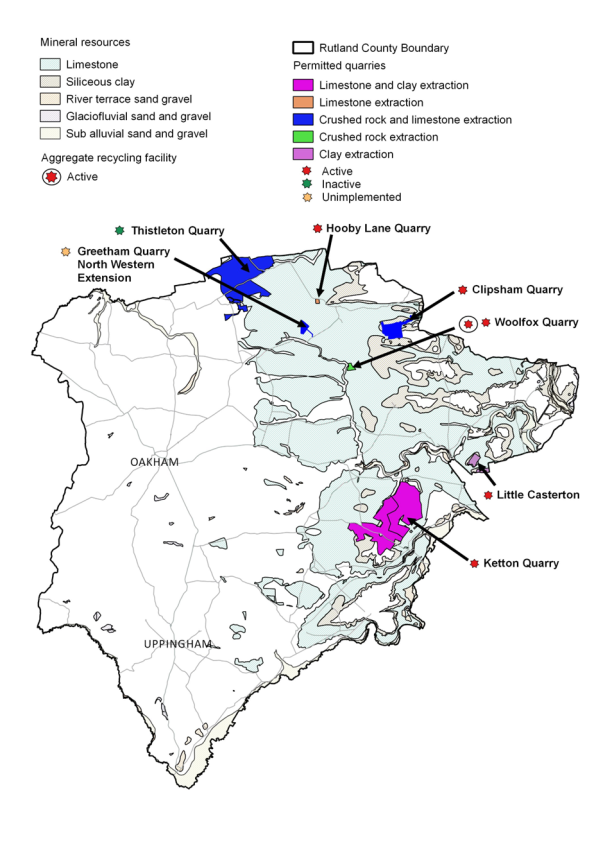 Mineral resources
Limestone
Siliceous clay
River terrace sand gravel
Glaciofluvial sand and gravel
Sub alluvial sand and gravel
Aggregate recycling facility
Active
Rutland County Boundary
Permitted quarries
Limestone and clay extraction
Limestone extraction
Crushed rock and limestone extraction
Crushed rock extraction
Clay extraction
Active
Inactive
Unimplemented
Thistleton Quarry
Hooby Lane Quarry
Greetham Quarry
North Western
Extension
Clipsham Quarry
Woolfox Quarry
OAKHAM
Little Casterton
Ketton Quarry
UPPINGHAM